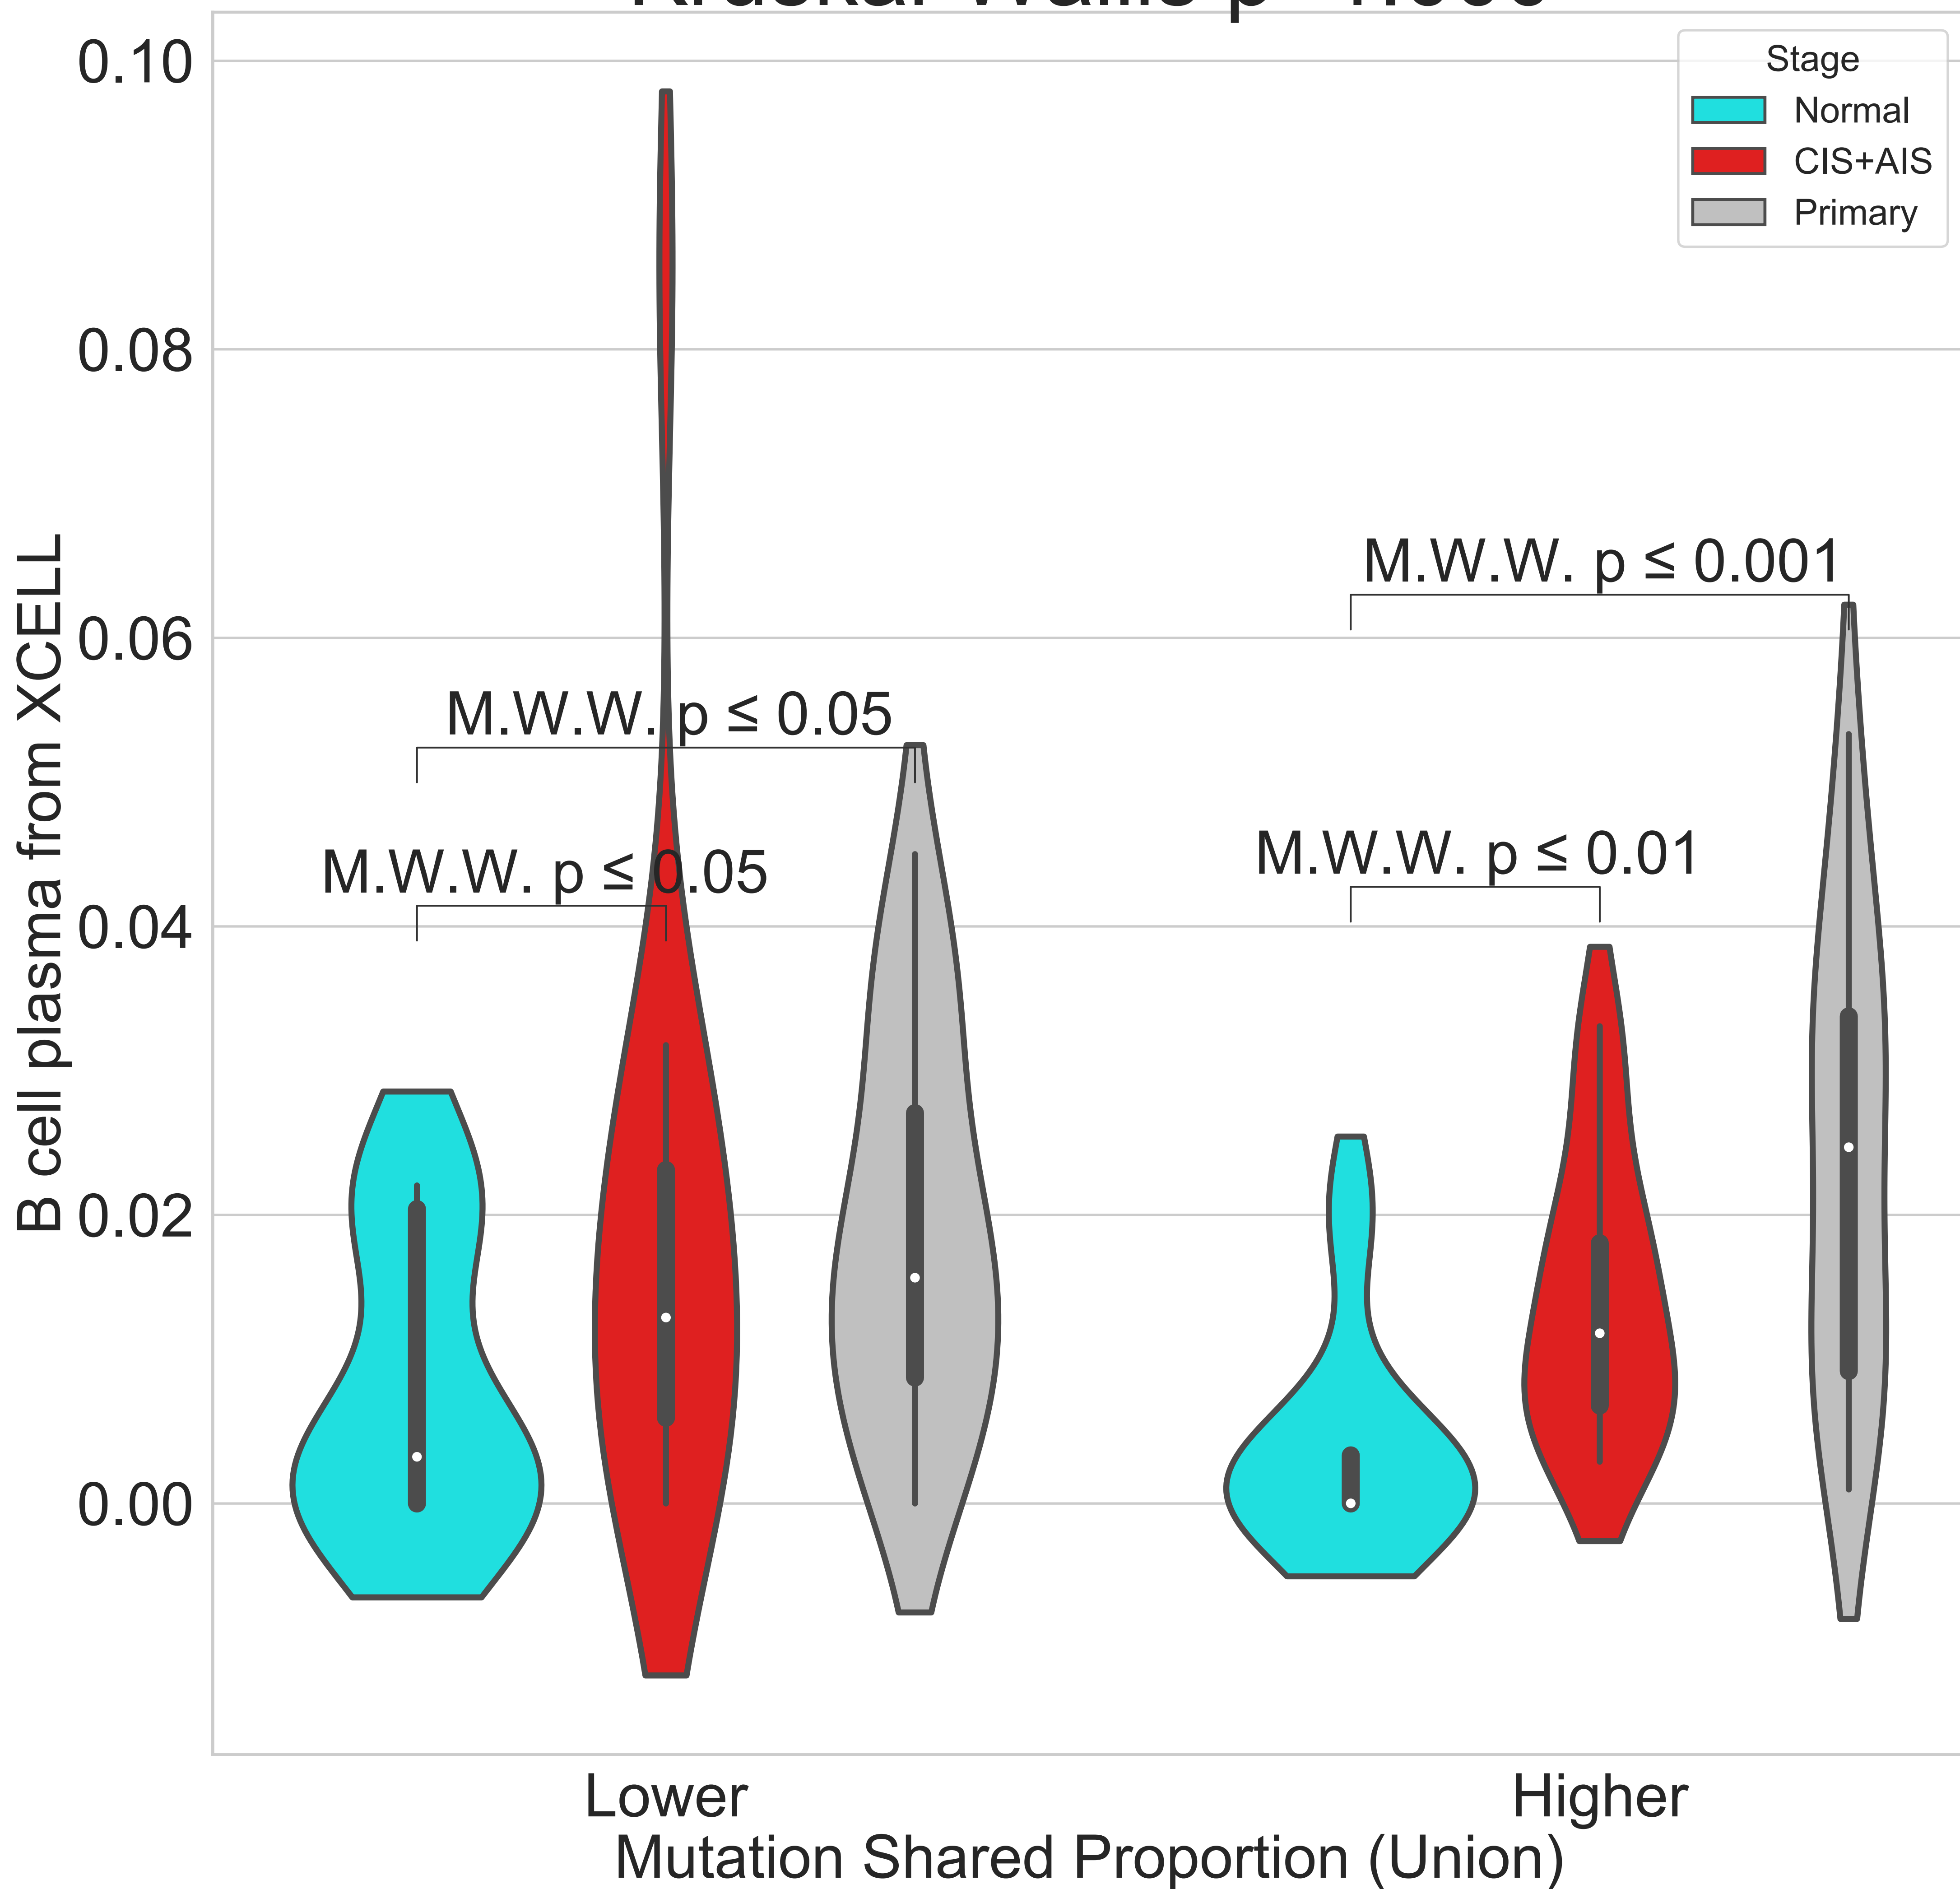 0.10
0.08
0.06
0.04
0.02
0.00
B cell plasma from XCELL
Stage
Normal
CIS+AIS
Primary
M.W.W. p ≤ 0.001
M.W.W. p ≤ 0.05
M.W.W. p ≤ 0.05
M.W.W. p ≤ 0.01
Lower
Higher
Mutation Shared Proportion (Union)